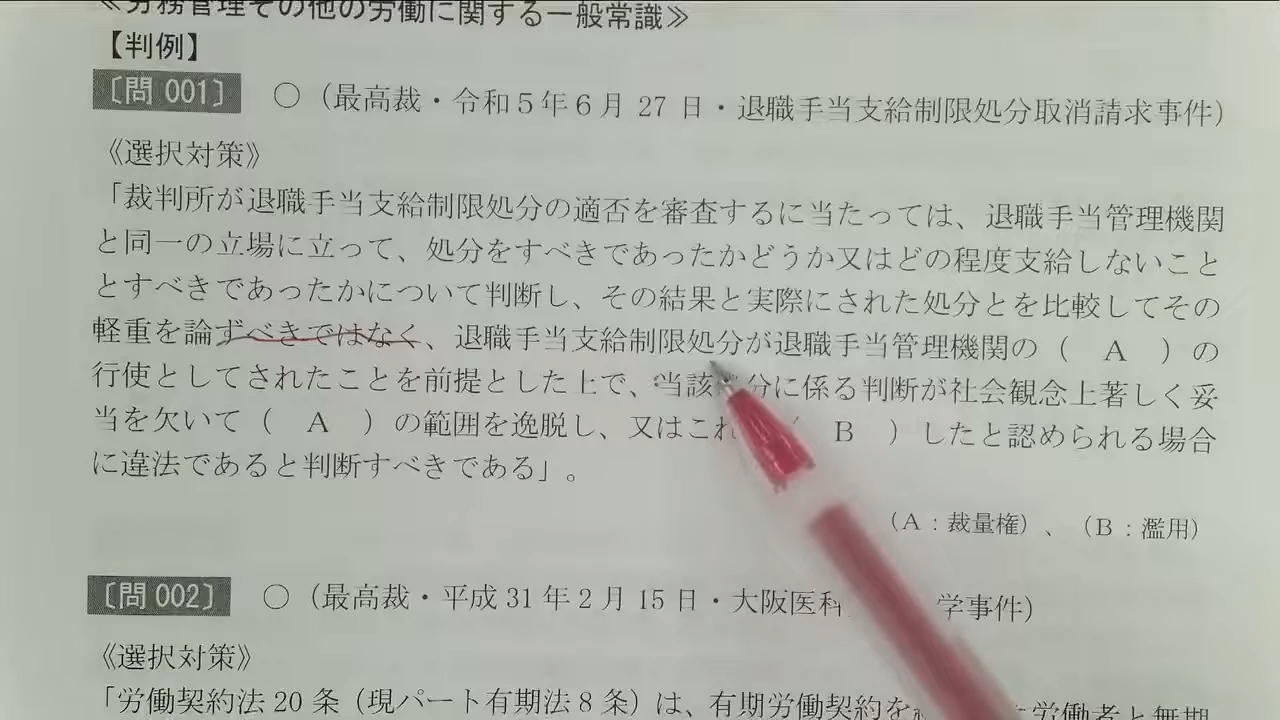 ≪労務管理その他の労働に関する一般常識≫
【判例】
〔問 001〕 ○（最高裁・令和５年６月 27 日・退職手当支給制限処分取消請求事件）
《選択対策》
「裁判所が退職手当支給制限処分の適否を審査するに当たっては、退職手当管理機関
と同一の立場に立って、処分をすべきであったかどうか又はどの程度支給しないこと
とすべきであったかについて判断し、その結果と実際にされた処分とを比較してその
軽重を論ずべきではなく、退職手当支給制限処分が退職手当管理機関の（　Ａ　）の
行使としてされたことを前提とした上で、当該 分に係る判断が社会観念上著しく妥
当を欠いて（　Ａ　）の範囲を逸脱し、又はこれ （　Ｂ　）したと認められる場合
に違法であると判断すべきである」。
（Ａ：裁量権）、（Ｂ：濫用）
〔問 002〕 ○（最高裁・平成 31 年２月 15 日・大阪医科 学事件）
《選択対策》
「労働契約法 20 条（現パート有期法８条）は、有期労働契約を 労働者と無期